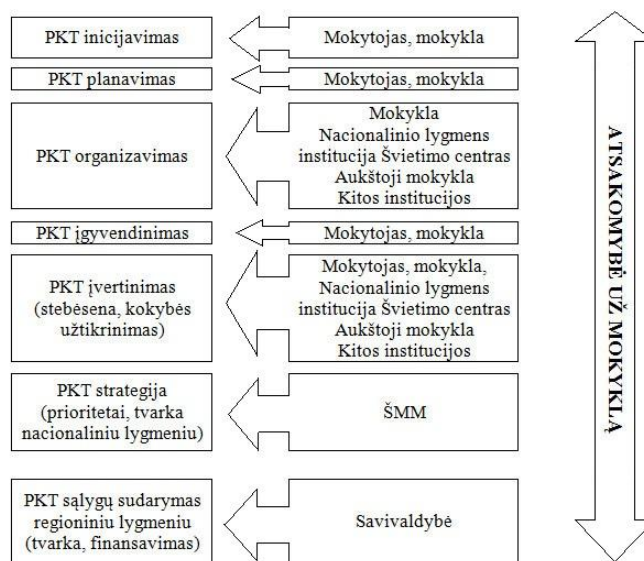 PKT inicijavimas
Mokytojas, mokykla
PKT planavimas
Mokytojas, mokykla
PKT organizavimas
Mokykla
Nacionalinio lygmens
institucija Švietimo centras
Aukštoji mokykla
Kitos institucijos
PKT įgyvendinimas
Mokytojas, mokykla
PKT įvertinimas
(stebėsena, kokybės
užtikrinimas)
Mokytojas, mokykla,
Nacionalinio lygmens
institucija Švietimo centras
Aukštoji mokykla
Kitos institucijos
PKT strategija
(prioritetai, tvarka
nacionaliniu lygmeniu)
ŠMM
PKT sąlygų sudarymas
regioniniu lygmeniu
(tvarka, finansavimas)
Savivaldybė
ATSAKOMYBĖ UŽ MOKYKLĄ